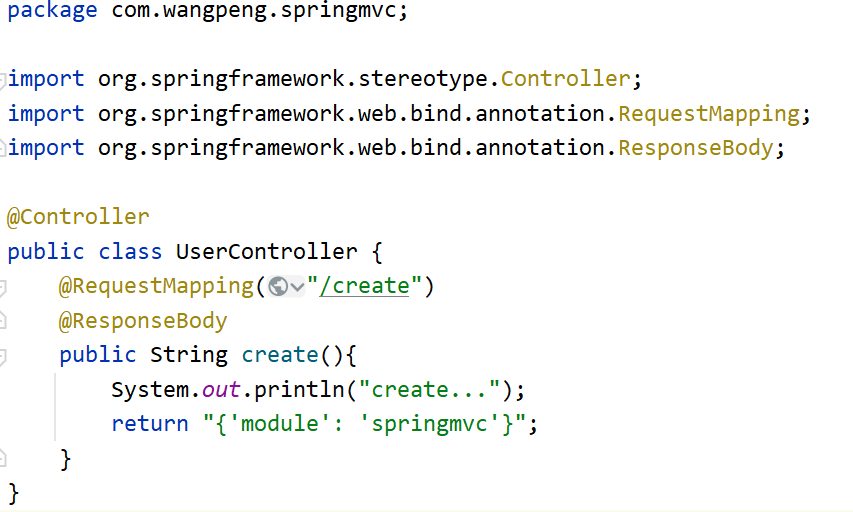 package com.wangpeng.springmvc;
import org.springframework.stereotype.Controller;
import org.springframework.web.bind.annotation.RequestMapping;
import org.springframework.web.bind.annotation.ResponseBody;
@Controller
public class UserController {
@RequestMapping("/create")
@ResponseBody
public String create(){
System.out.println("create...");
return "{'module': 'springmvc'}";
}
}